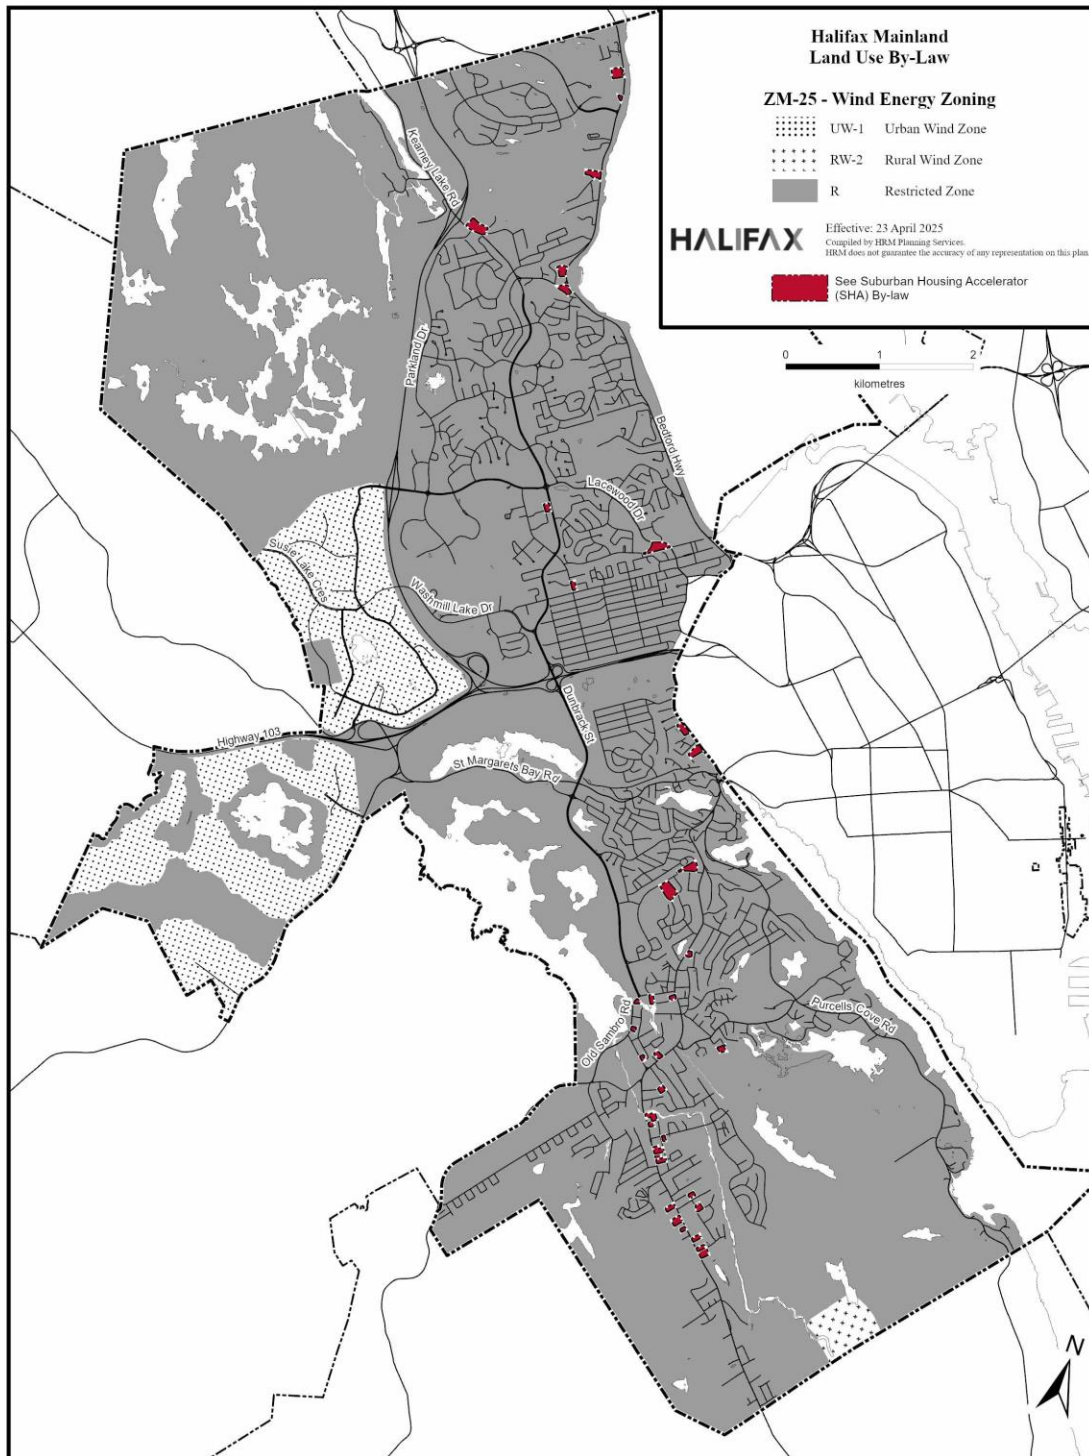 Halifax Mainland
Land Use By-Law
ZM-25 - Wind Energy Zoning
UW-1 Urban Wind Zone
RW-2 Rural Wind Zone
R Restricted Zone
HALIFAX
Effective: 23 April 2025
Compiled by HRM Planning Services.
HRM does not guarantee the accuracy of any representation on this plan.
See Suburban Housing Accelerator
(SHA) By-law
0 1 2
kilometres
Kearney Lake Rd
Parkland Dr
Bedford Hwy
Lacewood Dr
Susie Lake Cres
Washmill Lake Dr
Dunbrack St
Highway 103
St Margarets Bay Rd
Old Sambro Rd
Purcells Cove Rd
N